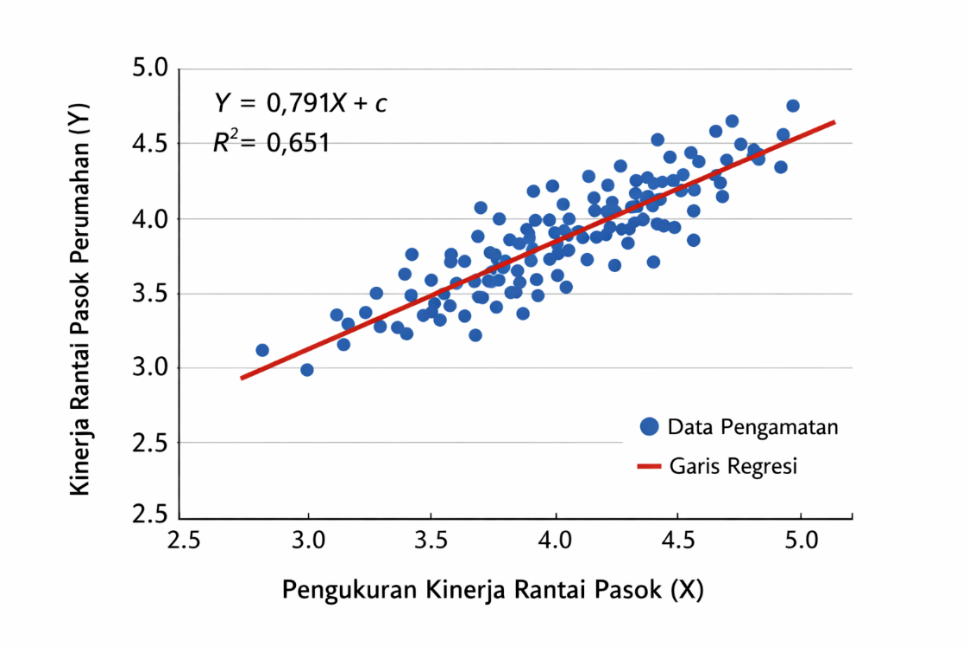 Y = 0,791X + c
R²= 0,651
Kinerja Rantai Pasok Perumahan (Y)
5.0
4.5
4.0
3.5
3.0
2.5
2.5
Data Pengamatan
Garis Regresi
2.5 3.0 3.5 4.0 4.5 5.0
Pengukuran Kinerja Rantai Pasok (X)